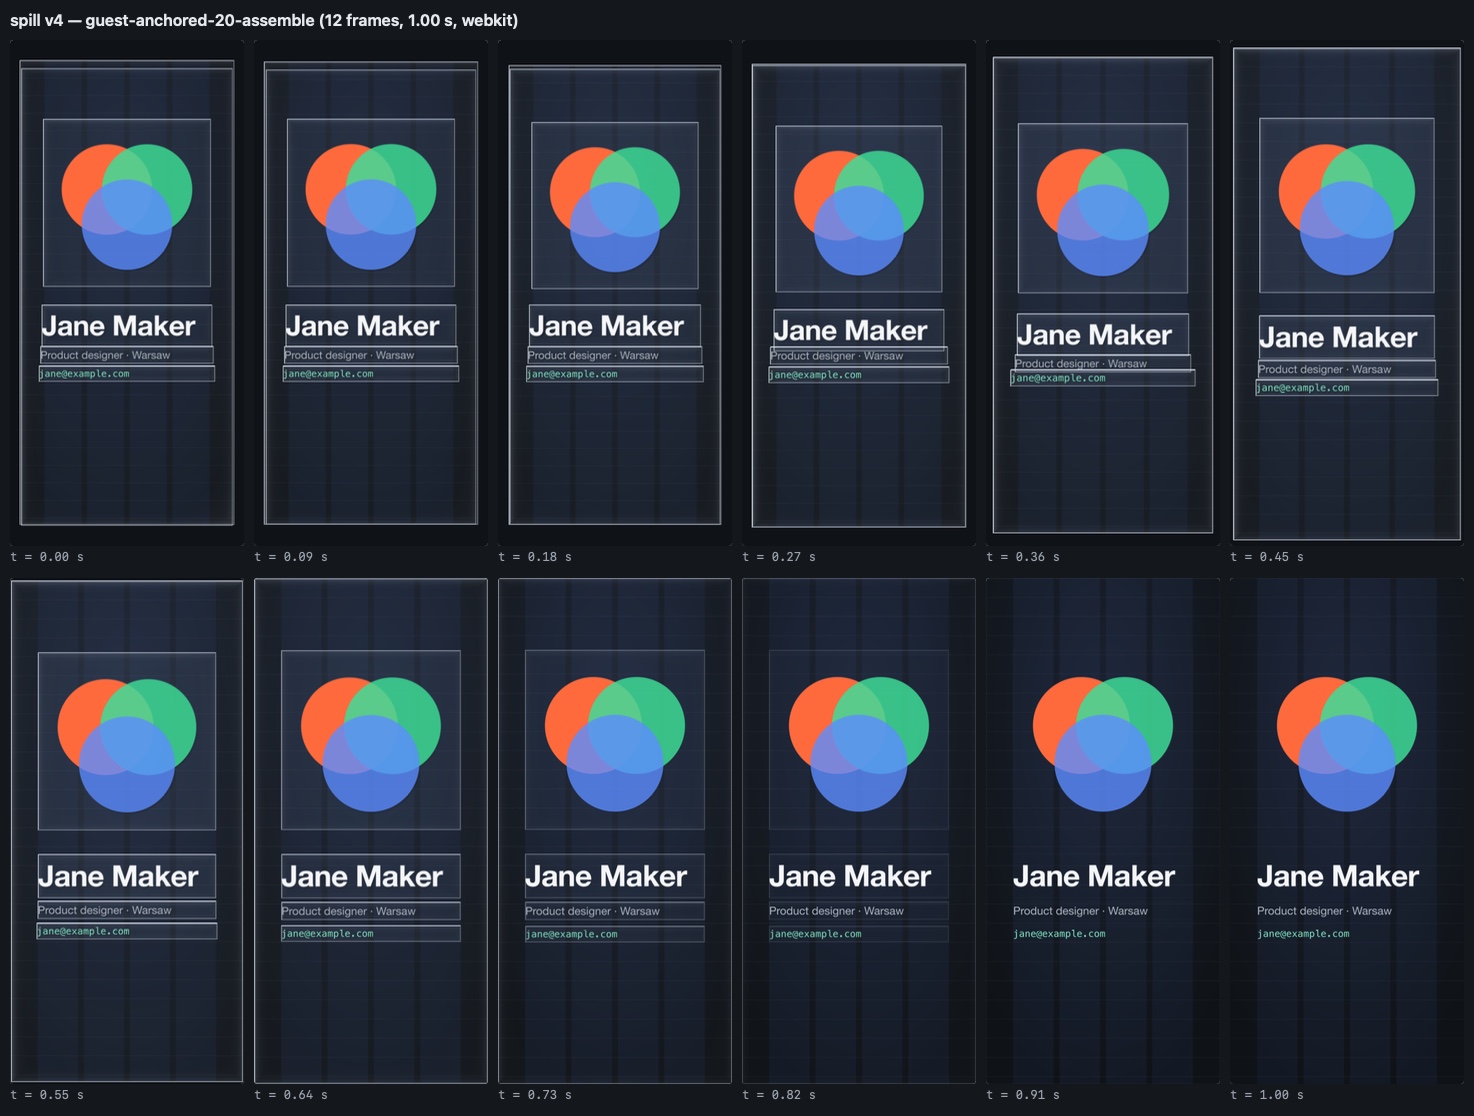 spill v4 — guest-anchored-20-assemble (12 frames, 1.00 s, webkit)
Jane Maker
Product designer · Warsaw
jane@example.com
t = 0.00 s
Jane Maker
Product designer · Warsaw
jane@example.com
t = 0.09 s
Jane Maker
Product designer · Warsaw
jane@example.com
t = 0.18 s
Jane Maker
Product designer · Warsaw
jane@example.com
t = 0.27 s
Jane Maker
Product designer · Warsaw
jane@example.com
t = 0.36 s
Jane Maker
Product designer · Warsaw
jane@example.com
t = 0.45 s
Jane Maker
Product designer · Warsaw
jane@example.com
t = 0.55 s
Jane Maker
Product designer · Warsaw
jane@example.com
t = 0.64 s
Jane Maker
Product designer · Warsaw
jane@example.com
t = 0.73 s
Jane Maker
Product designer · Warsaw
jane@example.com
t = 0.82 s
Jane Maker
Product designer · Warsaw
jane@example.com
t = 0.91 s
Jane Maker
Product designer · Warsaw
jane@example.com
t = 1.00 s